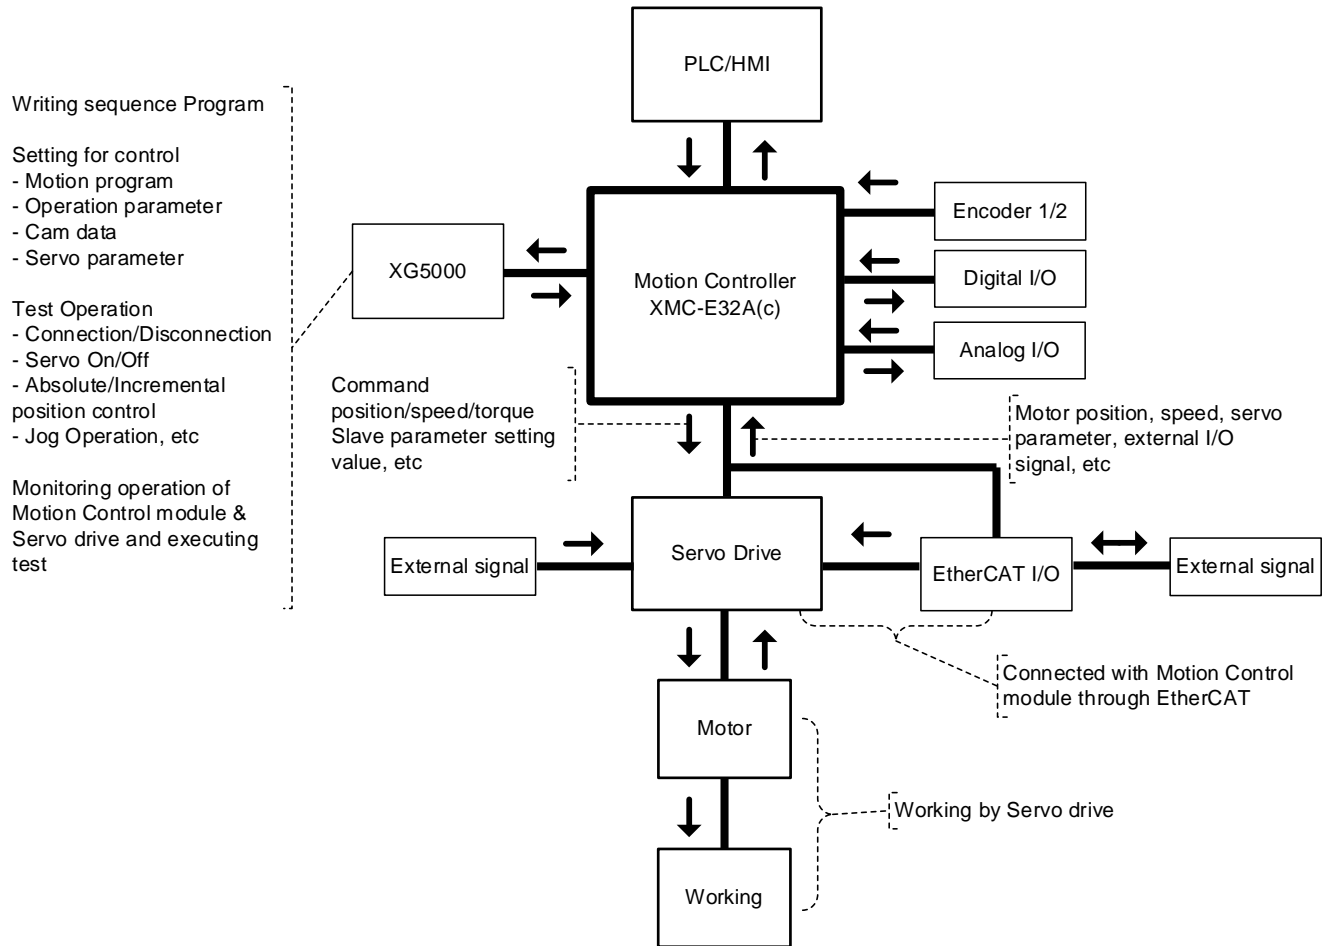 PLC/HMI
Writing sequence Program
Setting for control
- Motion program
- Operation parameter
- Cam data
- Servo parameter
Test Operation
- Connection/Disconnection
- Servo On/Off
- Absolute/Incremental
position control
- Jog Operation, etc
Monitoring operation of
Motion Control module &
Servo drive and executing
test
XG5000
Motion Controller
XMC-E32A(c)
Encoder 1/2
Digital I/O
Analog I/O
Command
position/speed/torque
Slave parameter setting
value, etc
Motor position, speed, servo
parameter, external I/O
signal, etc
External signal
Servo Drive
EtherCAT I/O
External signal
Connected with Motion Control
module through EtherCAT
Motor
Working by Servo drive
Working